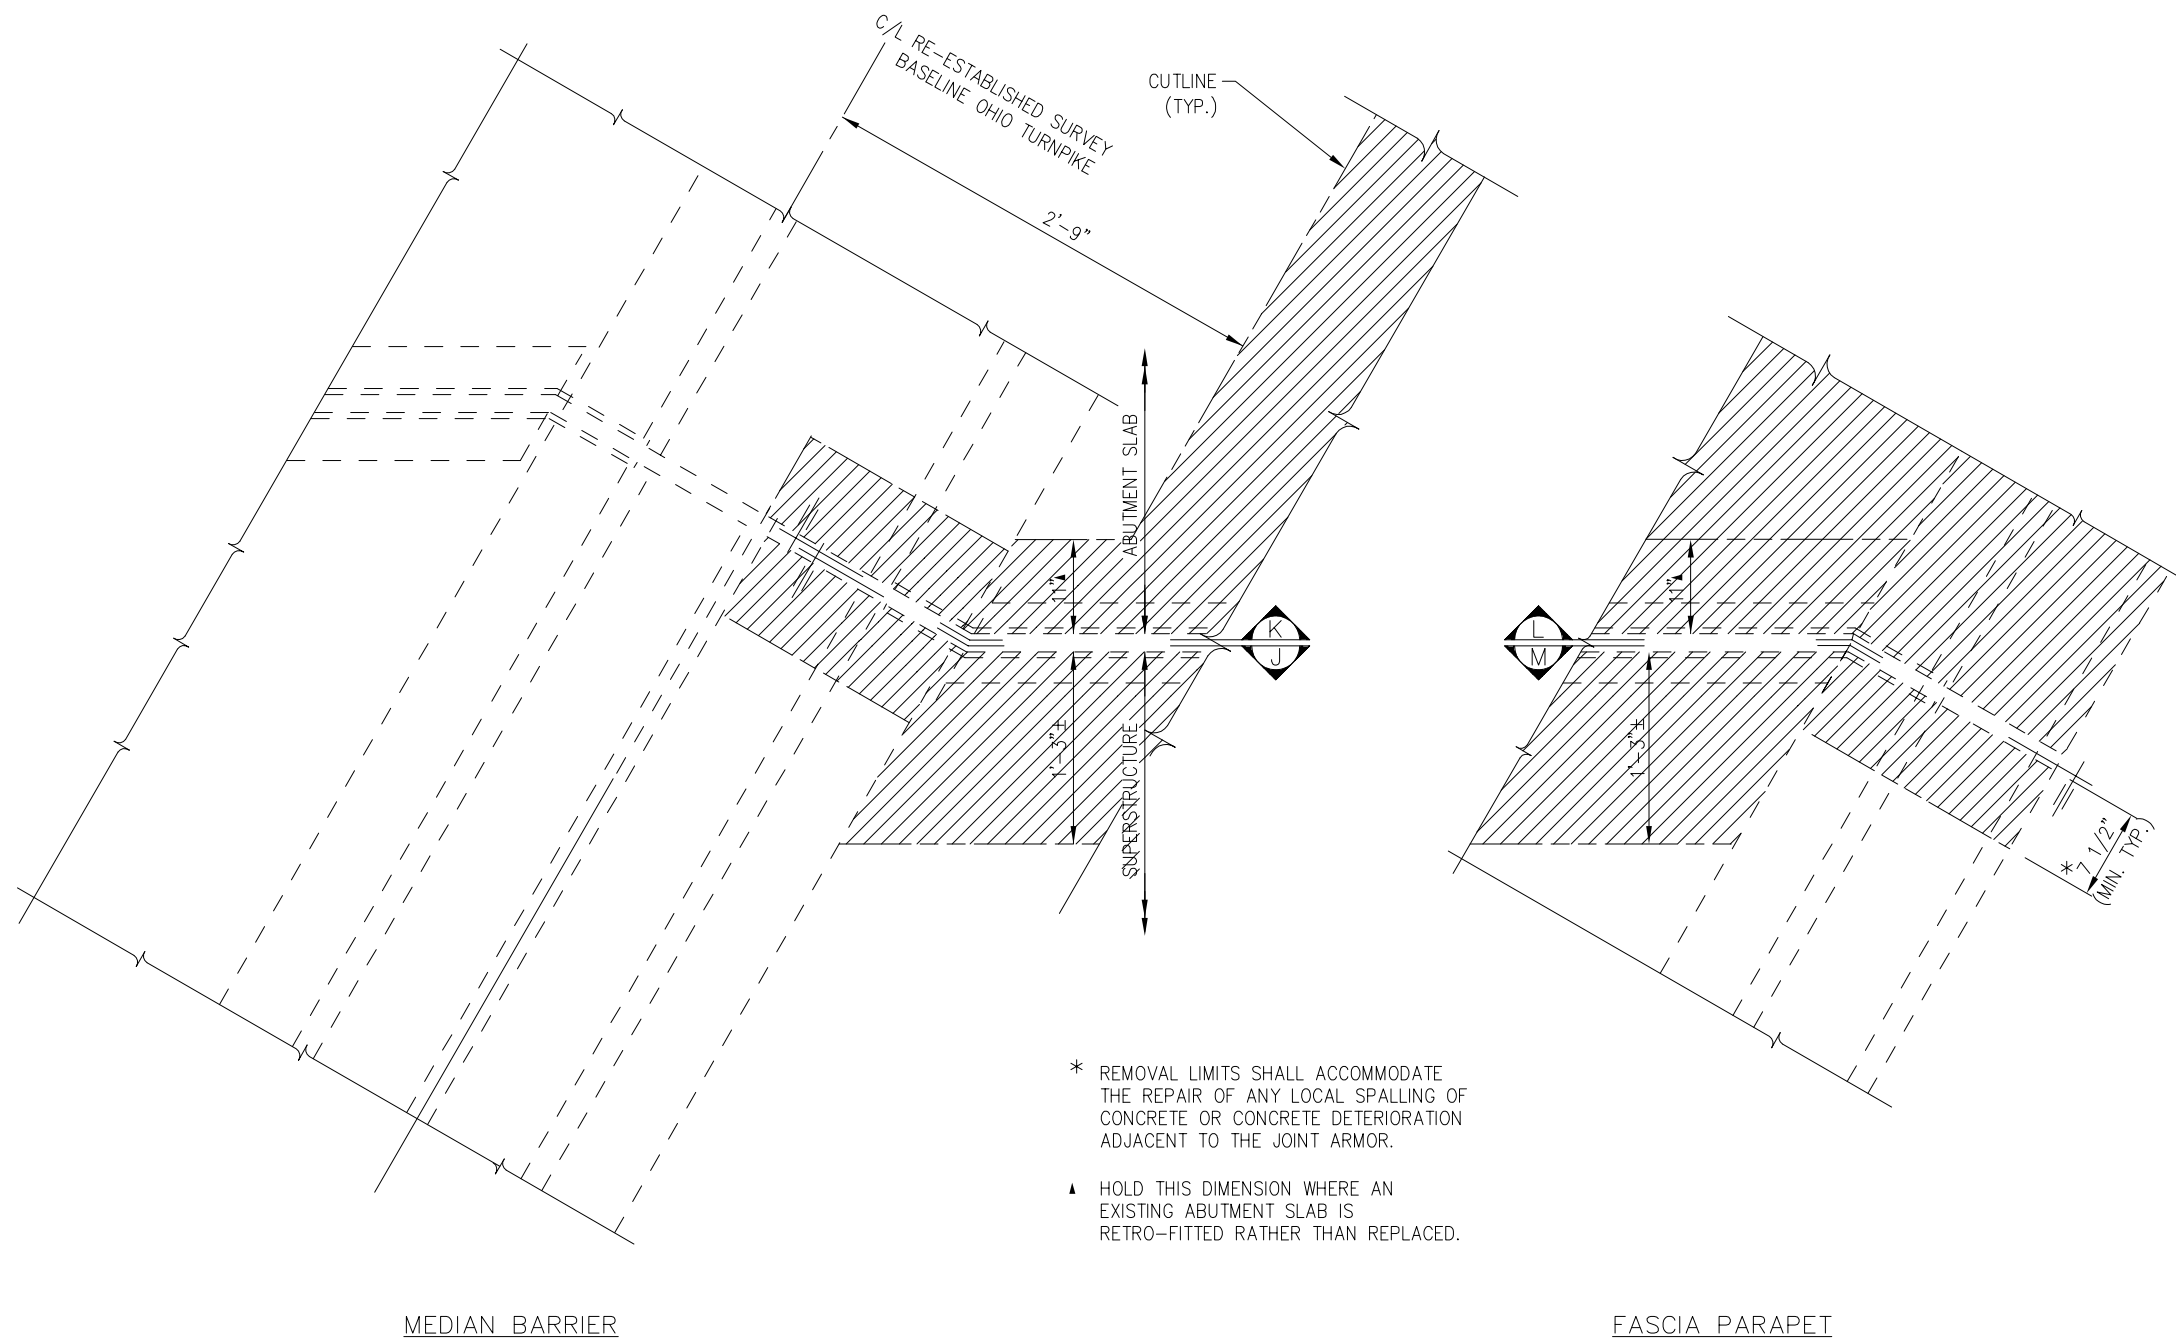 C/L RE-ESTABLISHED SURVEY
BASELINE OHIO TURNPIKE
CUTLINE
(TYP.)
2'-9"
ABUTMENT SLAB
11"▲
K
J
1'-3"±
SUPERSTRUCTURE
11"▲
L
M
1'-3"±
* 7 1/2"
(MIN. TYP.)
* REMOVAL LIMITS SHALL ACCOMMODATE
THE REPAIR OF ANY LOCAL SPALLING OF
CONCRETE OR CONCRETE DETERIORATION
ADJACENT TO THE JOINT ARMOR.
▲ HOLD THIS DIMENSION WHERE AN
EXISTING ABUTMENT SLAB IS
RETRO-FITTED RATHER THAN REPLACED.
MEDIAN BARRIER
FASCIA PARAPET